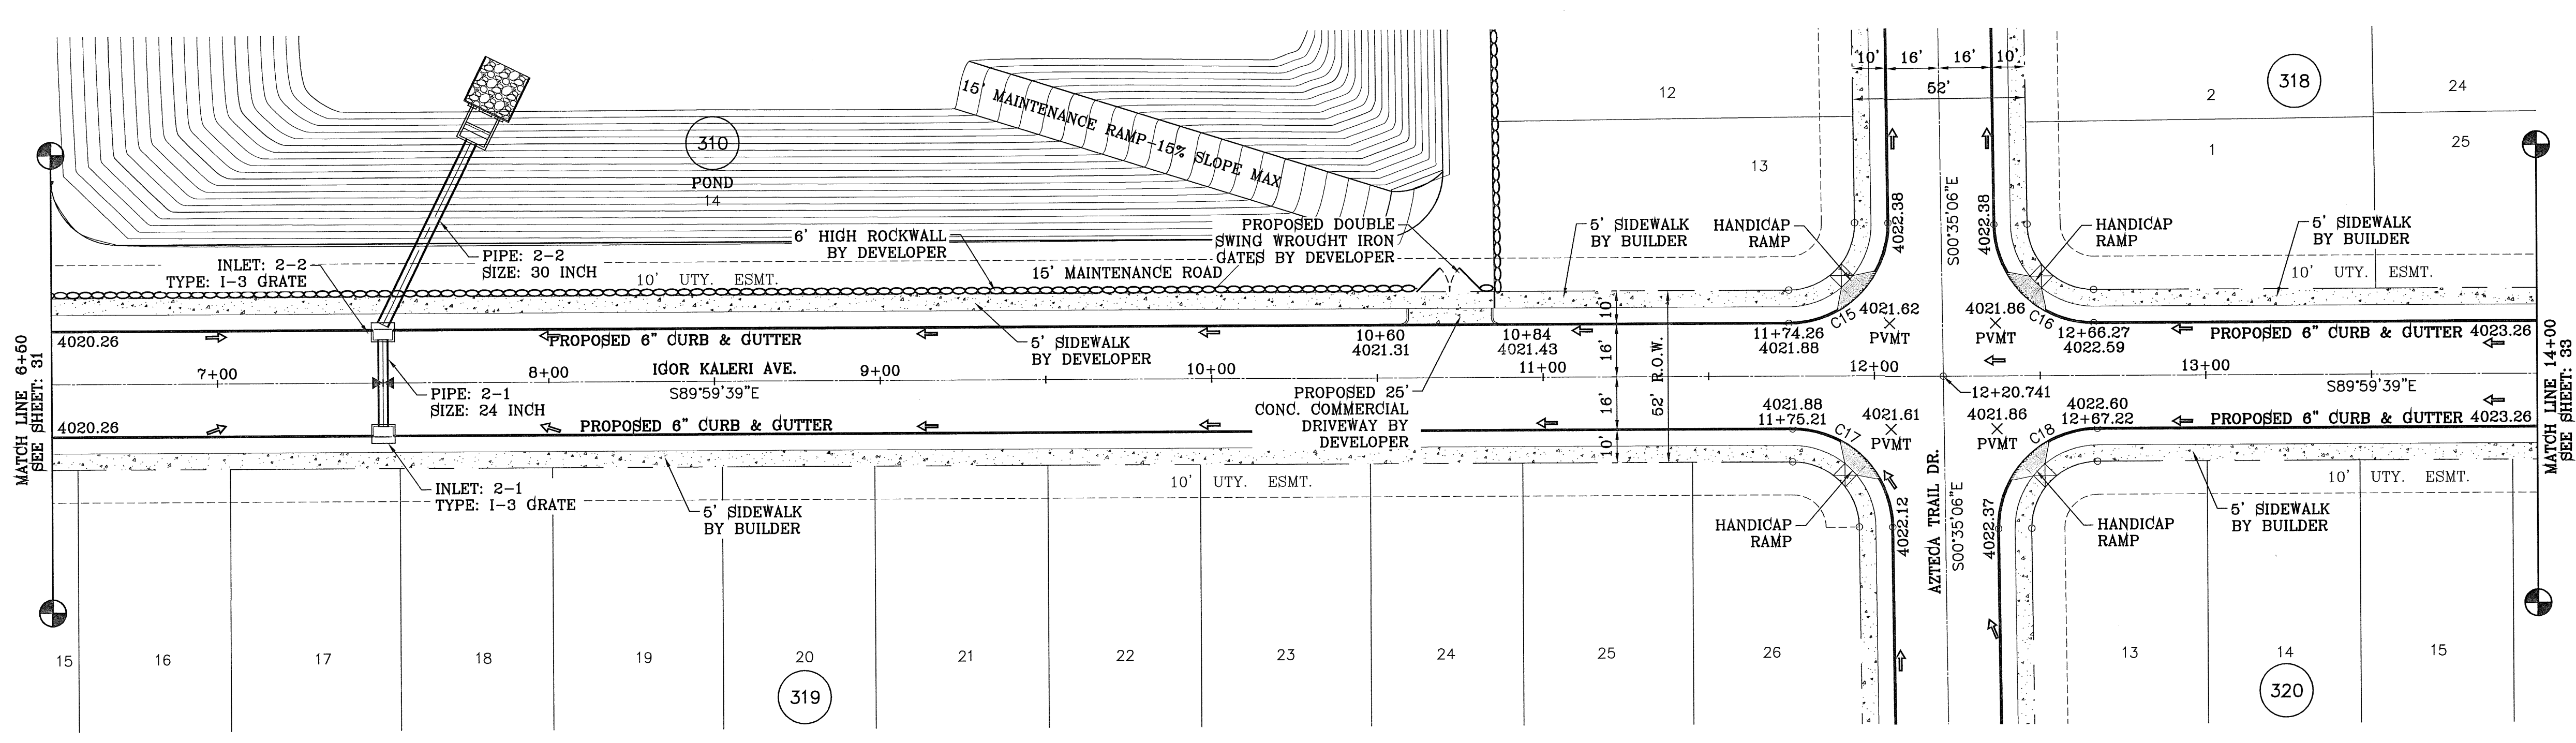 10' 16' 16' 10'
52'
318
12
2
24
15' MAINTENANCE RAMP-15% SLOPE MAX
310
POND
14
13
1
25
S00°35'06"E
4022.38
4022.38
PROPOSED DOUBLE
SWING WROUGHT IRON
GATES BY DEVELOPER
6' HIGH ROCKWALL
BY DEVELOPER
5' SIDEWALK
BY BUILDER
HANDICAP
RAMP
HANDICAP
RAMP
5' SIDEWALK
BY BUILDER
INLET: 2-2
TYPE: I-3 GRATE
PIPE: 2-2
SIZE: 30 INCH
10' UTY. ESMT.
15' MAINTENANCE ROAD
10' UTY. ESMT.
MATCH LINE 6+50
SEE SHEET: 31
4020.26
PROPOSED 6" CURB & GUTTER
5' SIDEWALK
BY DEVELOPER
10+60
4021.31
10+84
4021.43
10'
16'
16'
10'
52' R.O.W.
11+74.26
4021.88
C15
4021.62
PVMT
4021.86
PVMT
C16
12+66.27
4022.59
PROPOSED 6" CURB & GUTTER
4023.26
MATCH LINE 14+00
SEE SHEET: 33
7+00
8+00
IGOR KALERI AVE.
9+00
10+00
11+00
12+00
13+00
S89°59'39"E
S89°59'39"E
12+20.741
PIPE: 2-1
SIZE: 24 INCH
PROPOSED 25'
CONC. COMMERCIAL
DRIVEWAY BY
DEVELOPER
4020.26
PROPOSED 6" CURB & GUTTER
4021.88
11+75.21
C17
4021.61
PVMT
4021.86
PVMT
C18
4022.60
12+67.22
PROPOSED 6" CURB & GUTTER
4023.26
INLET: 2-1
TYPE: I-3 GRATE
5' SIDEWALK
BY BUILDER
10' UTY. ESMT.
HANDICAP
RAMP
4022.12
AZTECA TRAIL DR.
S00°35'06"E
4022.37
HANDICAP
RAMP
5' SIDEWALK
BY BUILDER
10' UTY. ESMT.
15
16
17
18
19
20
21
22
23
24
25
26
13
14
15
319
320